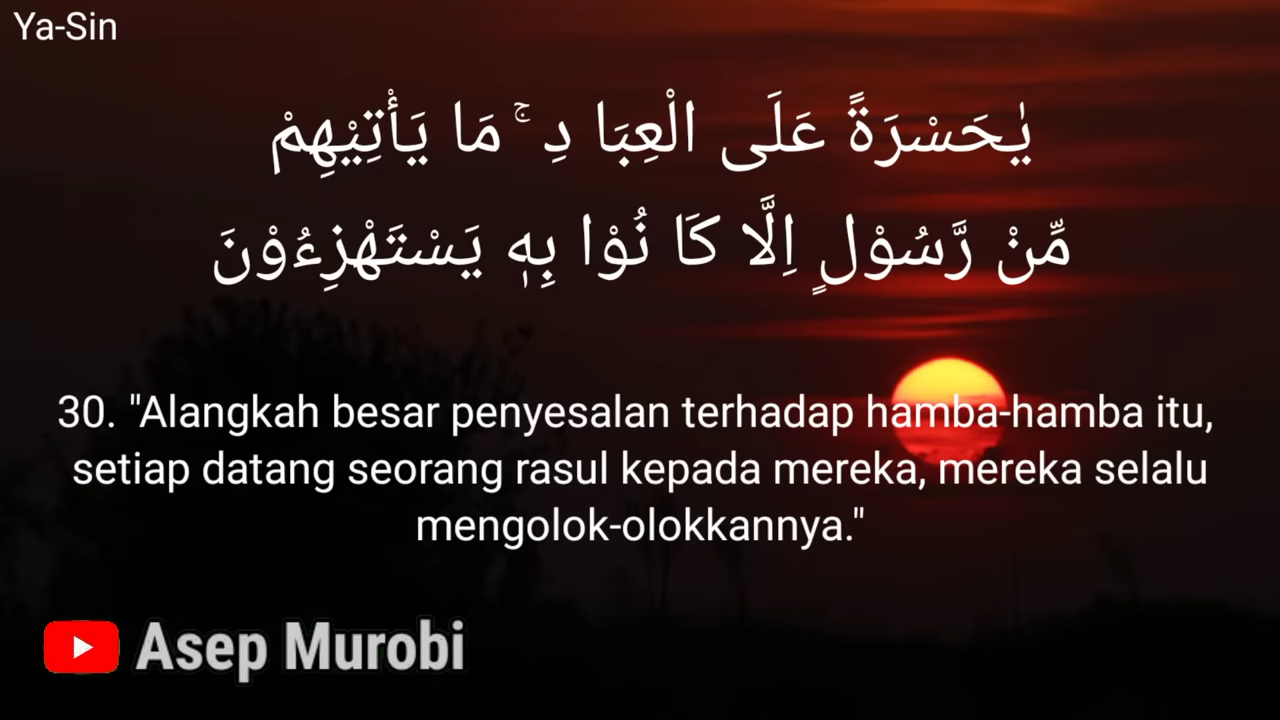 Ya-Sin
يٰحَسْرَةً عَلَى الْعِبَا دِ ۚ مَا يَأْتِيْهِمْ
مِّنْ رَّسُوْلٍ اِلَّا كَا نُوْا بِهٖ يَسْتَهْزِءُوْنَ
30. "Alangkah besar penyesalan terhadap hamba-hamba itu,
setiap datang seorang rasul kepada mereka, mereka selalu
mengolok-olokkannya."
Asep Murobi